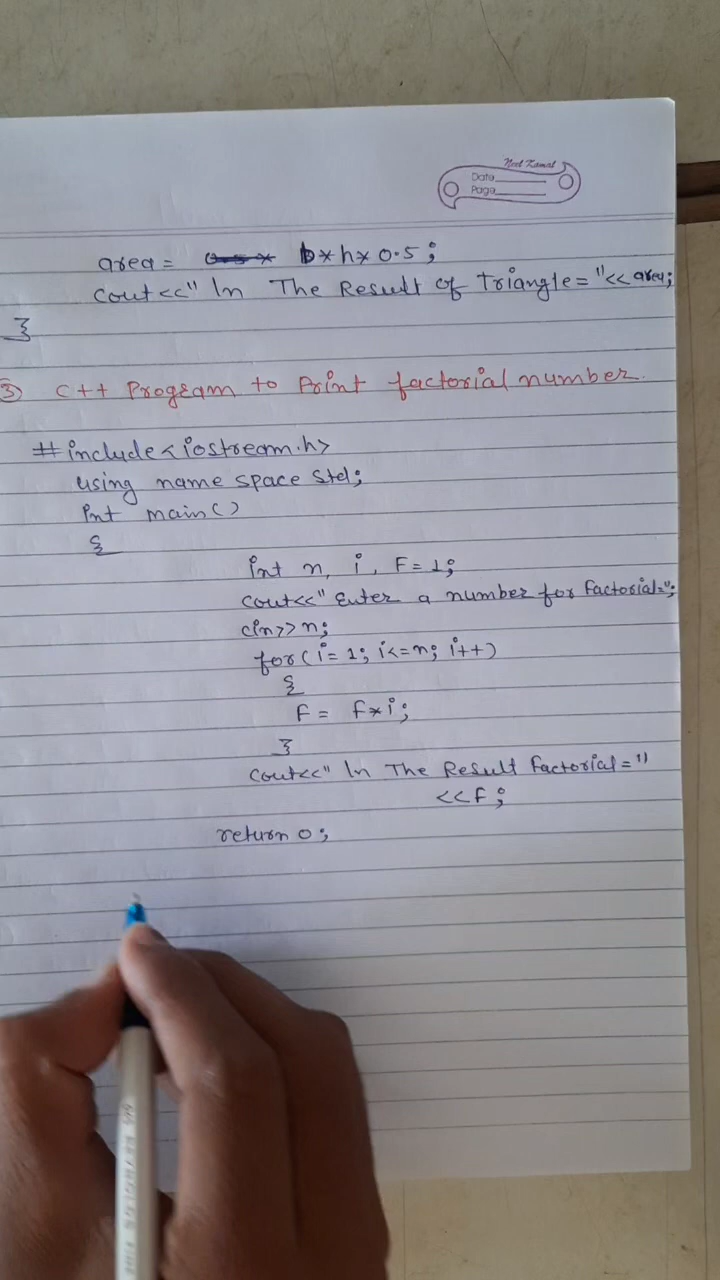 Neel Kamal
Date
Page
area = b*h*0.5;
cout<<"\n The Result of Triangle="<<area;
}
3 C++ Program to Print factorial number.
#include<iostream.h>
using name space std;
int main()
{
int n, i, F=1;
cout<<"Enter a number for Factorial=";
cin>>n;
for(i=1; i<=n; i++)
{
F = F*i;
}
cout<<"\n The Result Factorial="
<<F;
return 0;